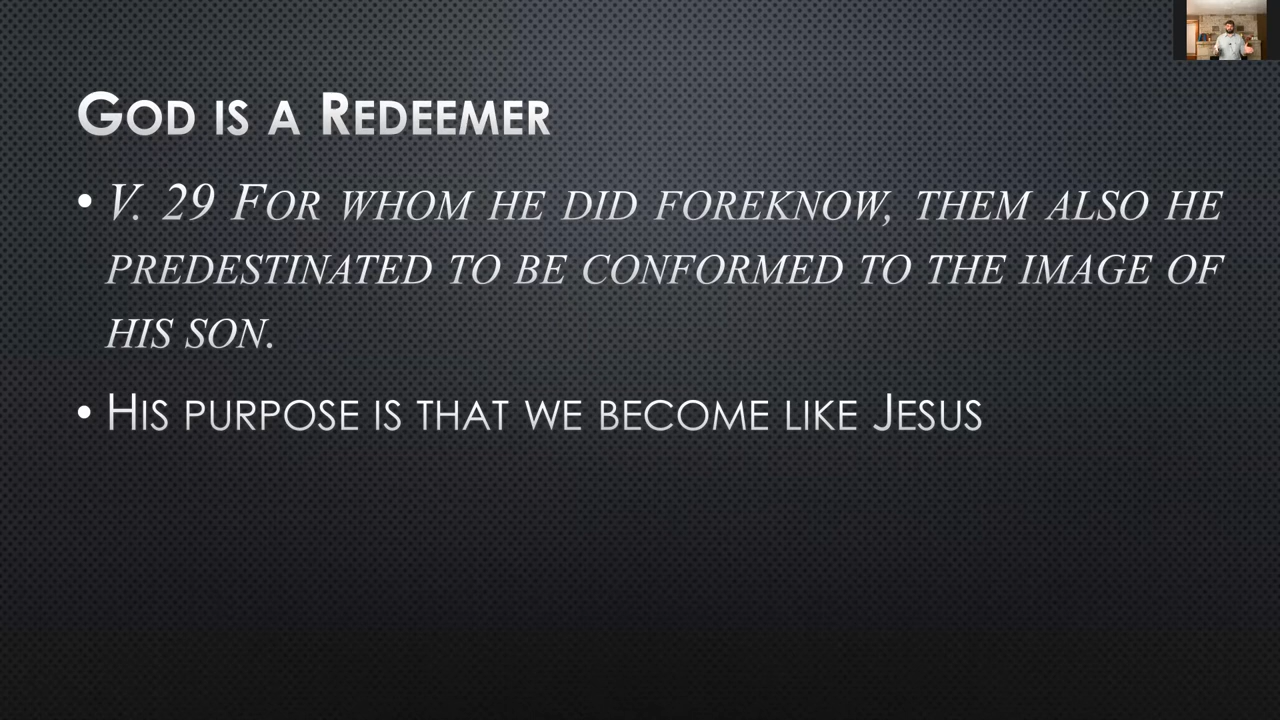 God is a Redeemer
• V. 29 For whom he did foreknow, them also he
predestinated to be conformed to the image of
his son.
• His purpose is that we become like Jesus